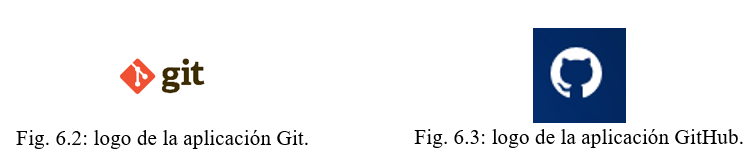 git
Fig. 6.2: logo de la aplicación Git.
Fig. 6.3: logo de la aplicación GitHub.